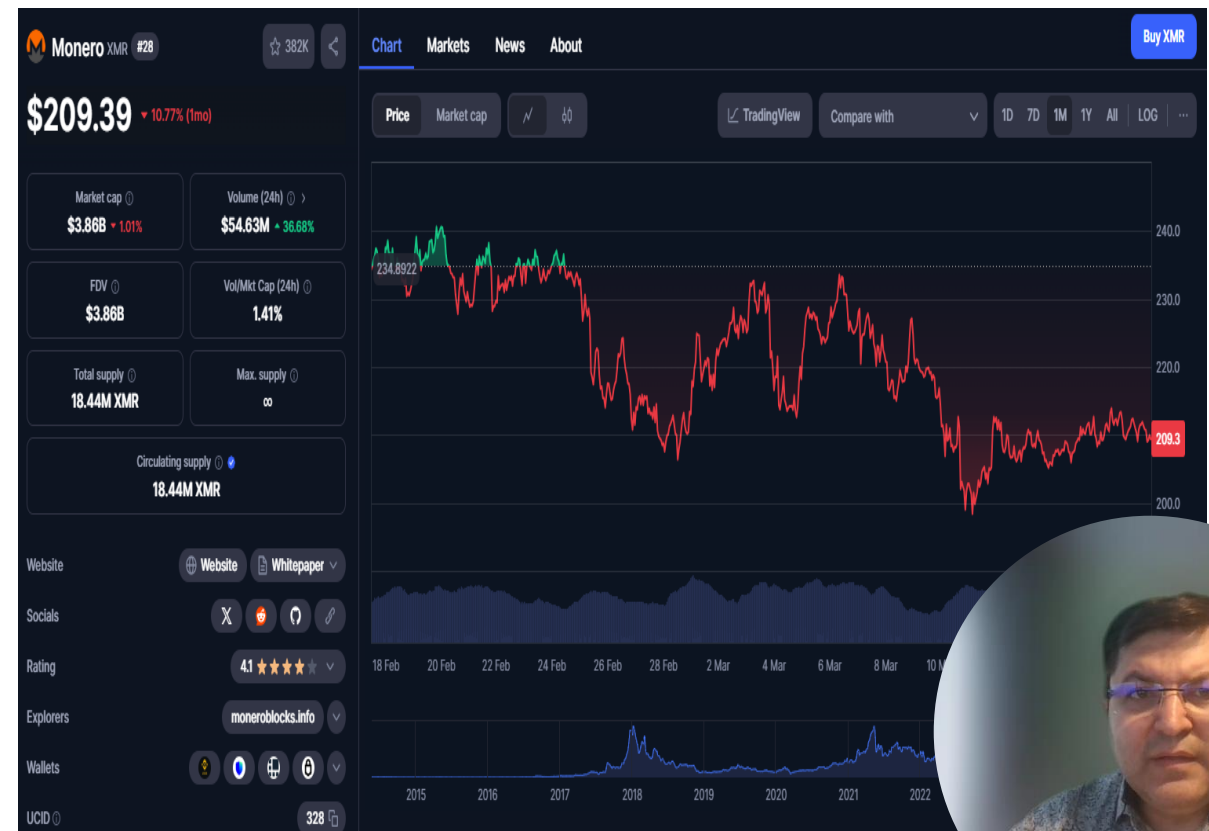 Monero XMR #28
382K
$209.39 10.77% (1mo)
Market cap
$3.86B 1.01%
Volume (24h)
$54.63M 36.68%
FDV
$3.86B
Vol/Mkt Cap (24h)
1.41%
Total supply
18.44M XMR
Max. supply
∞
Circulating supply
18.44M XMR
Website Website Whitepaper
Socials
Rating 4.1
Explorers moneroblocks.info
Wallets
UCID 328
Chart Markets News About
Buy XMR
Price Market cap TradingView Compare with 1D 7D 1M 1Y All LOG ...
240.0
234.8922
230.0
220.0
209.3
200.0
18 Feb 20 Feb 22 Feb 24 Feb 26 Feb 28 Feb 2 Mar 4 Mar 6 Mar 8 Mar 10
2015 2016 2017 2018 2019 2020 2021 2022